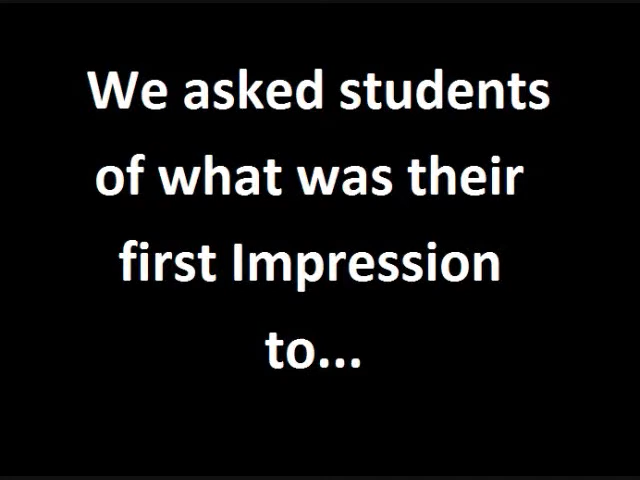 We asked students
of what was their
first Impression
to...